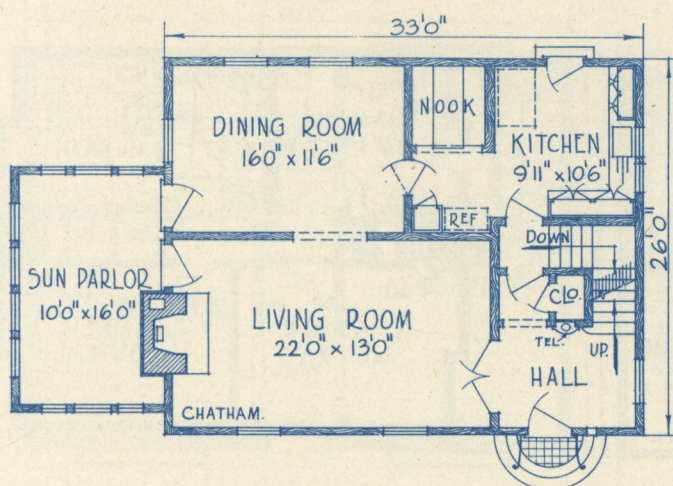 33'0"
DINING ROOM
16'0" x 11'6"
NOOK
KITCHEN
9'11" x 10'6"
REF
DOWN
26'0"
SUN PARLOR
10'0" x 16'0"
LIVING ROOM
22'0" x 13'0"
CLO.
TEL.
UP.
HALL
CHATHAM.